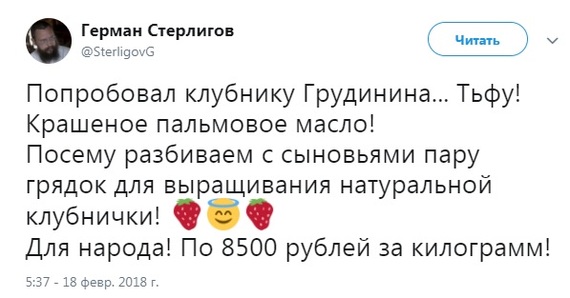 Герман Стерлигов
@SterligovG
Читать
Попробовал клубнику Грудинина... Тьфу!
Крашеное пальмовое масло!
Посему разбиваем с сыновьями пару
грядок для выращивания натуральной
клубнички! 🍓😇🍓
Для народа! По 8500 рублей за килограмм!
5:37 - 18 февр. 2018 г.